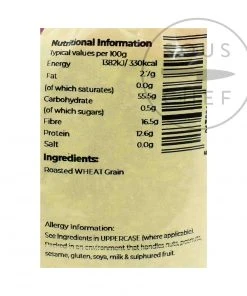 Nutritional Information
Typical values per 100g
Energy 1382kJ/ 330kcal
Fat 2.7g
(of which saturates) 0.0g
Carbohydrate 55.5g
(of which sugars) 0.5g
Fibre 16.5g
Protein 12.6g
Salt 0.0g
Ingredients:
Roasted WHEAT Grain
Allergy Information:
See Ingredients in UPPERCASE (where applicable).
Packed in an environment that handles nuts, peanuts,
sesame, gluten, soya, milk & sulphured fruit.